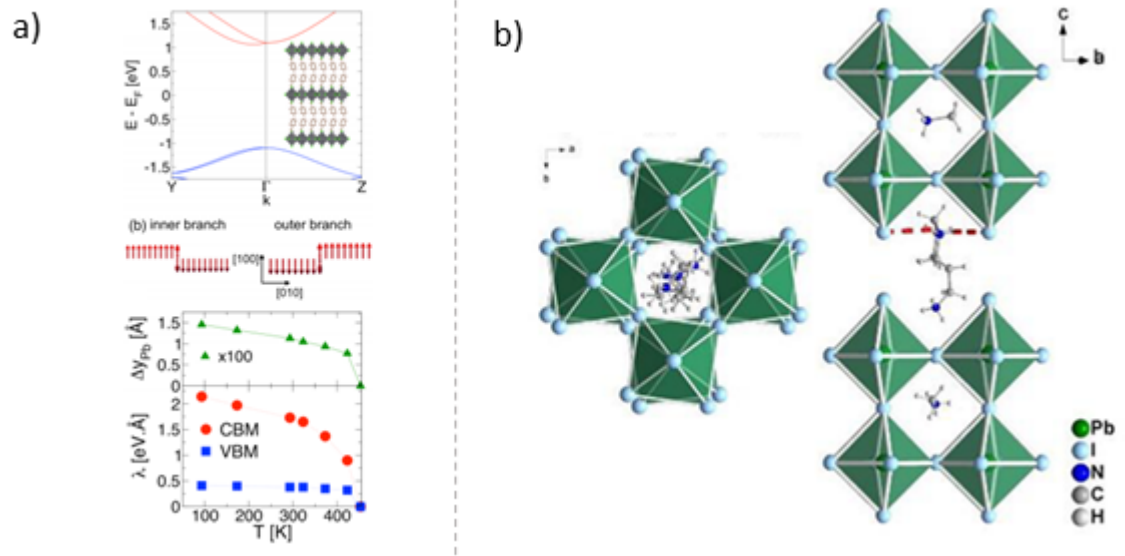 a)
E - E_F [eV]
1.5
1
0.5
0
-0.5
-1
-1.5
Y Γ Z
k
(b) inner branch outer branch
[100]
[010]
Δy_Pb [Å]
1.5
1
0.5
0
x100
λ [eV.Å]
2
1.5
1
0.5
0
CBM
VBM
100 200 300 400
T [K]
b)
a
c
b
Pb
I
N
C
H